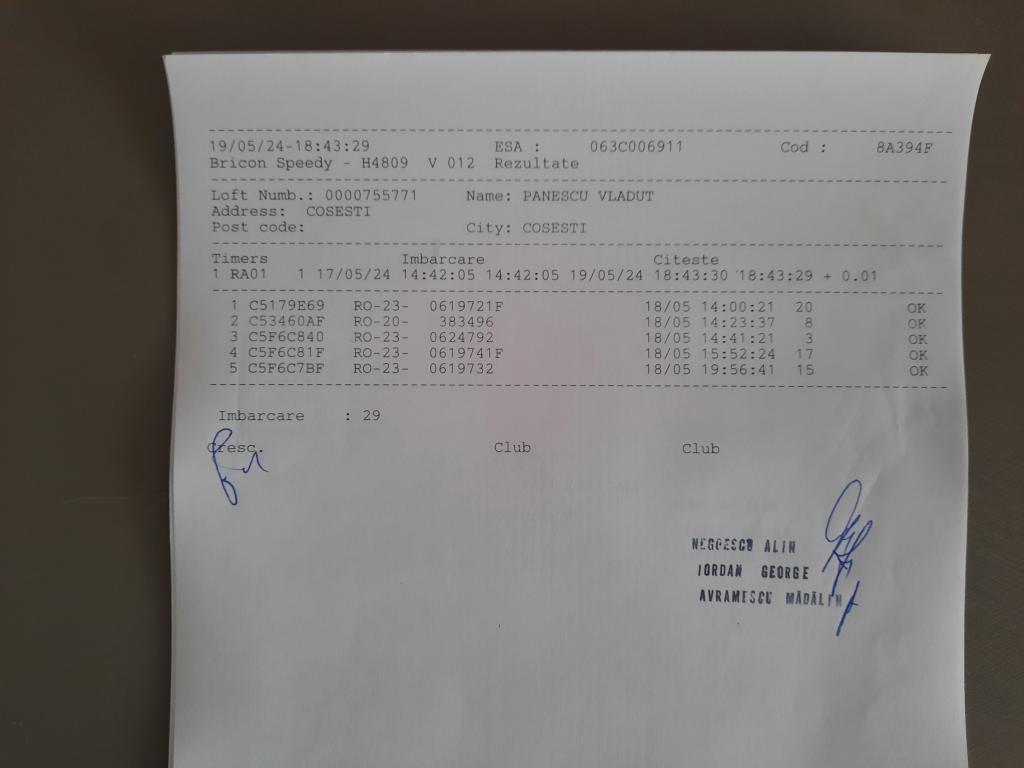 19/05/24-18:43:29 ESA : 063C006911 Cod : 8A394F
Bricon Speedy - H4809 V 012 Rezultate
Loft Numb.: 0000755771 Name: PANESCU VLADUT
Address: COSESTI
Post code: City: COSESTI
Timers Imbarcare Citeste
1 RA01 1 17/05/24 14:42:05 14:42:05 19/05/24 18:43:30 18:43:29 + 0.01
1 C5179E69 RO-23- 0619721F 18/05 14:00:21 20 OK
2 C53460AF RO-20- 383496 18/05 14:23:37 8 OK
3 C5F6C840 RO-23- 0624792 18/05 14:41:21 3 OK
4 C5F6C81F RO-23- 0619741F 18/05 15:52:24 17 OK
5 C5F6C7BF RO-23- 0619732 18/05 19:56:41 15 OK
Imbarcare : 29
Cresc. Club Club
NEGOESCU ALIN
IORDAN GEORGE
AVRAMESCU MĂDĂLIN